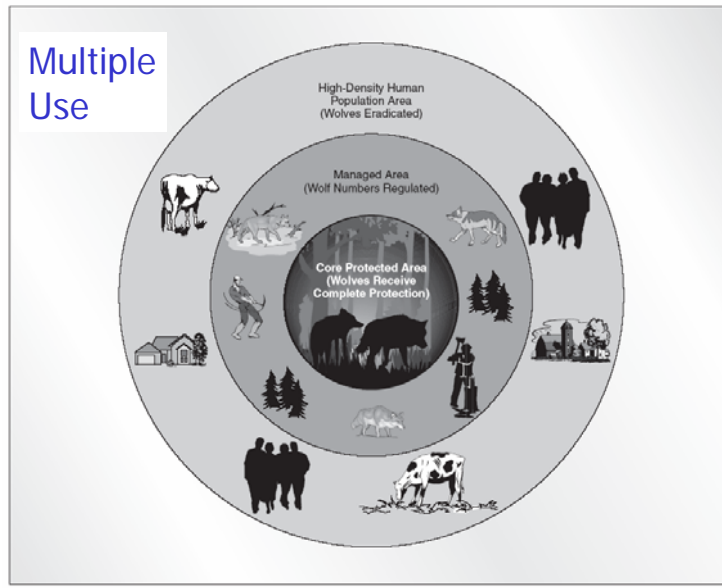 Multiple
Use
High-Density Human
Population Area
(Wolves Eradicated)
Managed Area
(Wolf Numbers Regulated)
Core Protected Area
(Wolves Receive
Complete Protection)